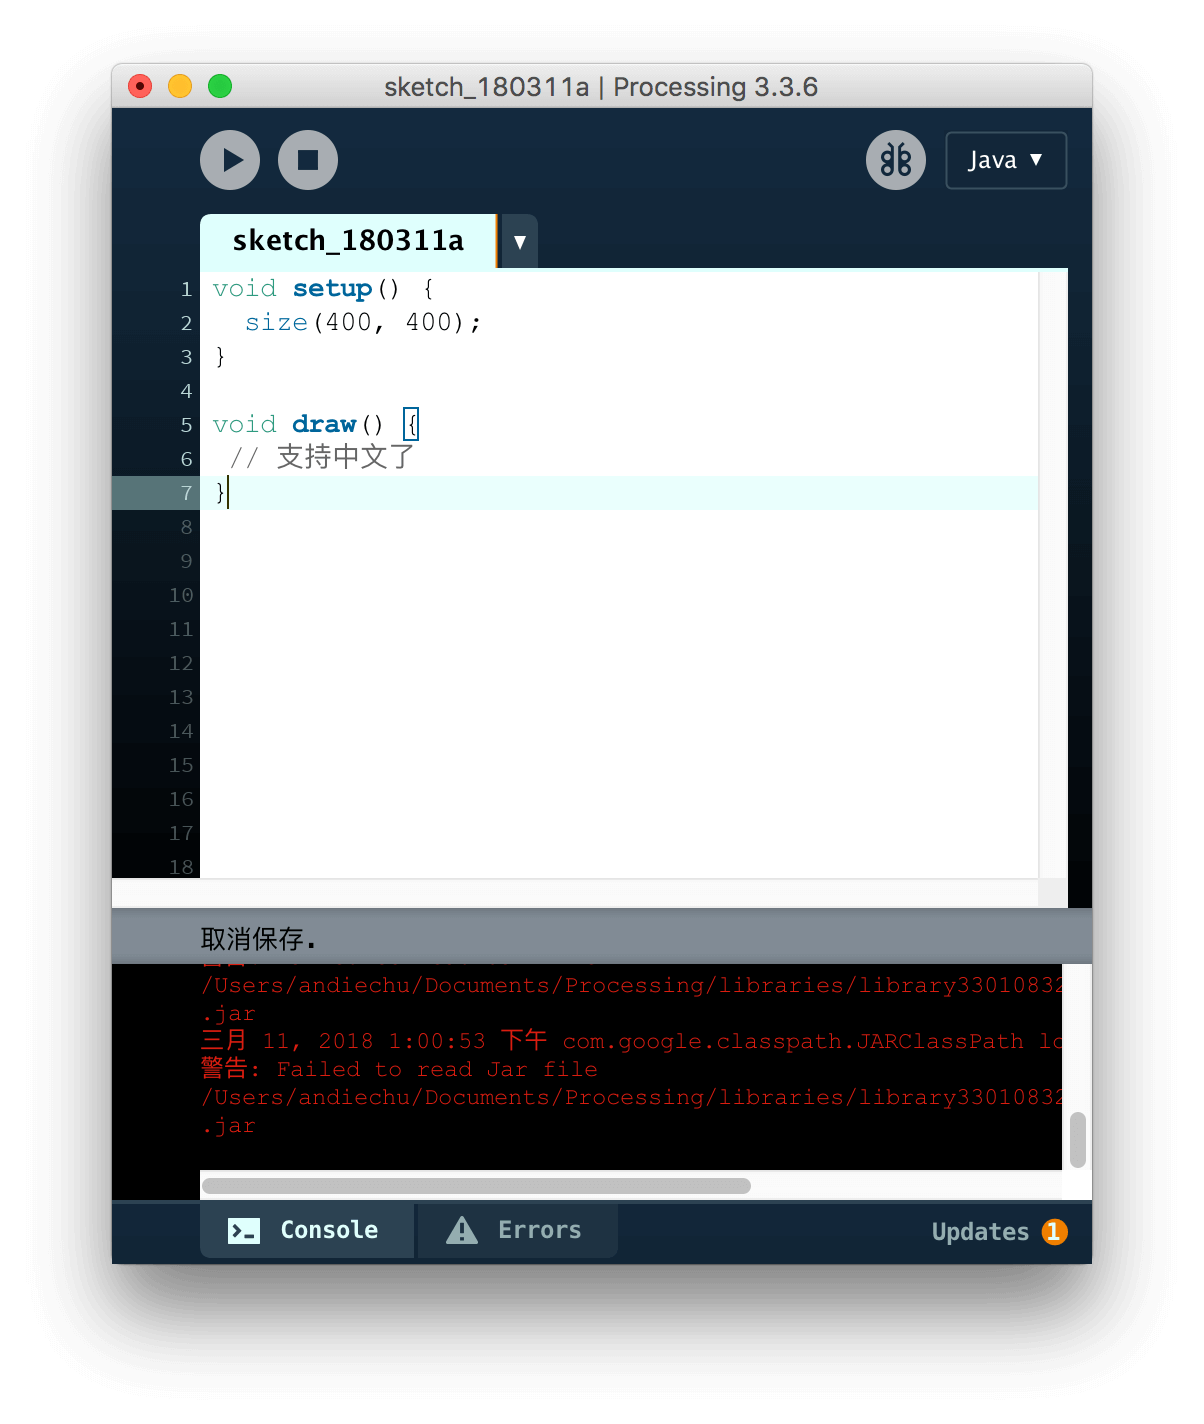 sketch_180311a | Processing 3.3.6
Java ▼
sketch_180311a ▼
1 void setup() {
2   size(400, 400);
3 }
4
5 void draw() {
6  // 支持中文了
7 }
8
9
10
11
12
13
14
15
16
17
18
取消保存.
/Users/andiechu/Documents/Processing/libraries/library33010832
.jar
三月 11, 2018 1:00:53 下午 com.google.classpath.JARClassPath lo
警告: Failed to read Jar file
/Users/andiechu/Documents/Processing/libraries/library33010832
.jar
Console Errors Updates 1